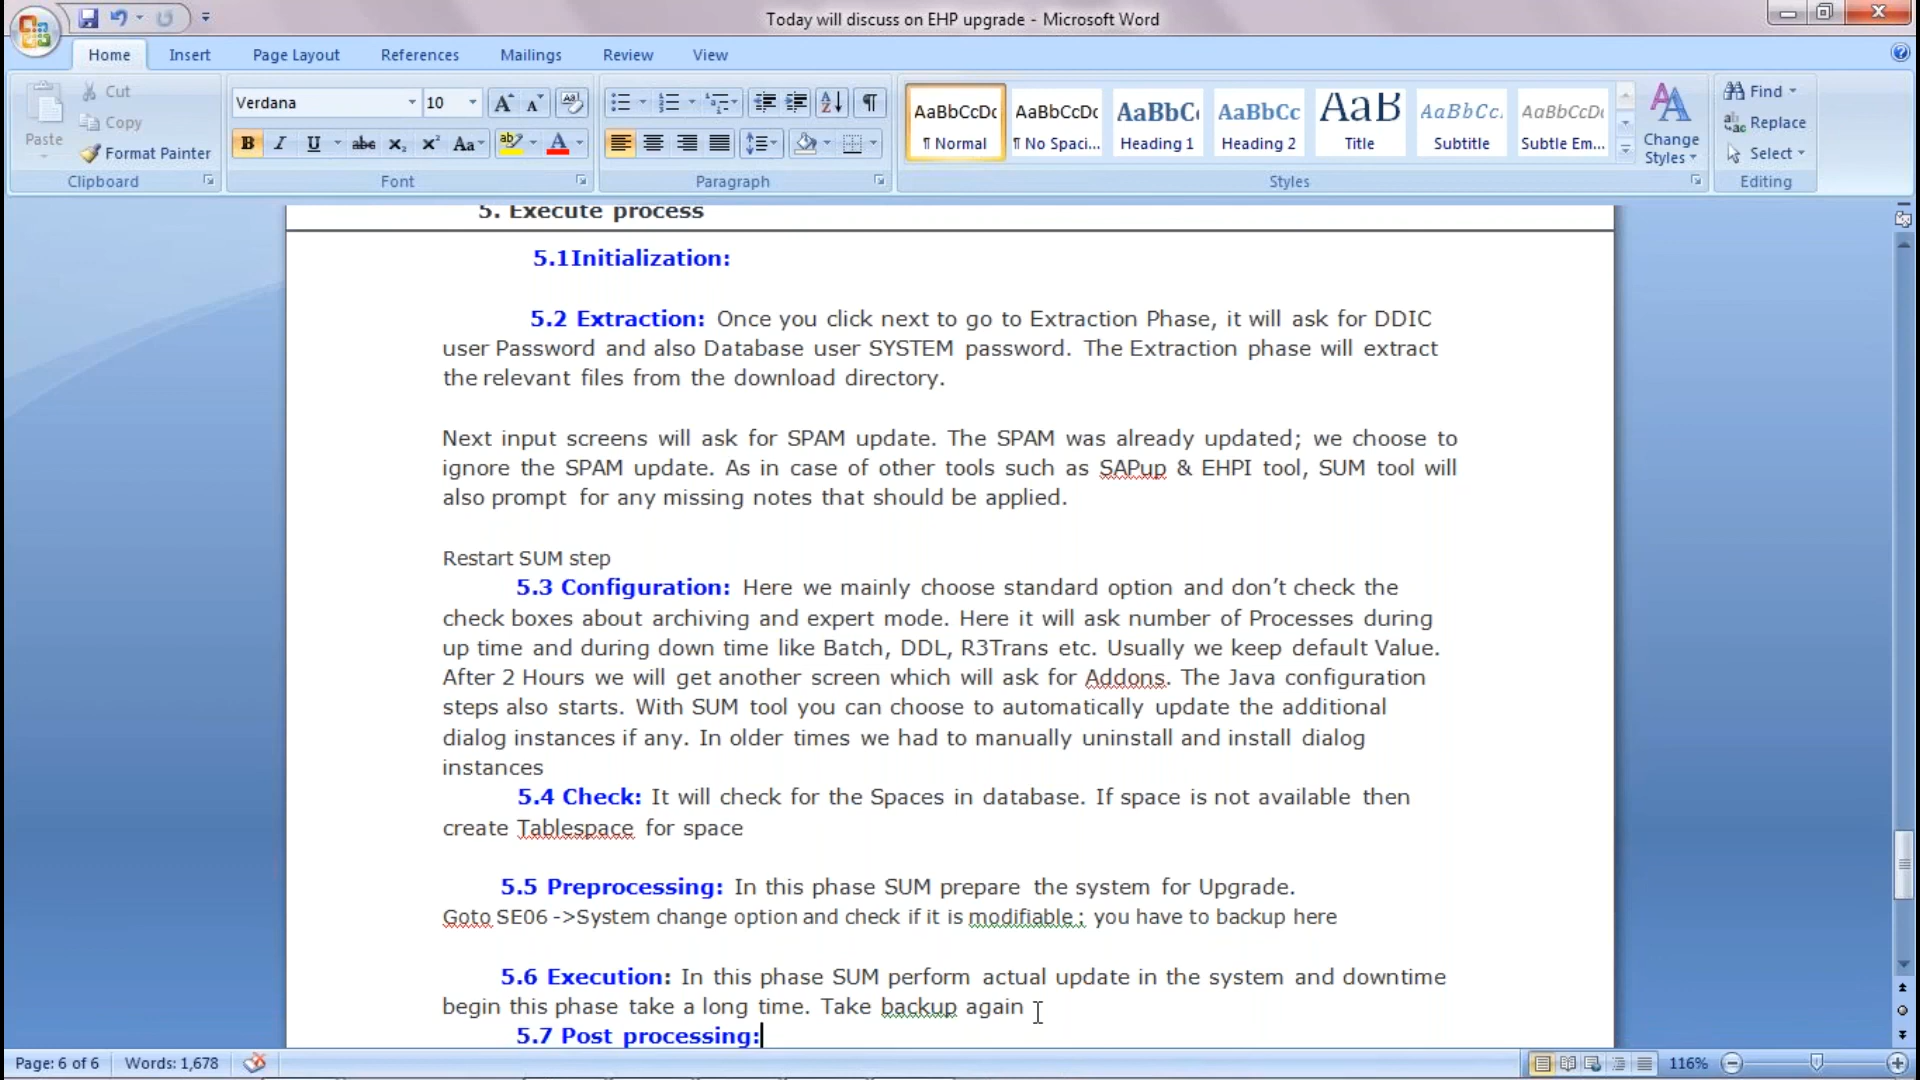 Today will discuss on EHP upgrade - Microsoft Word
Home Insert Page Layout References Mailings Review View
Paste
Cut
Copy
Format Painter
Clipboard
Verdana 10
Font
Paragraph
AaBbCcDc AaBbCcDc AaBbC AaBbCc AaB AaBbCc. AaBbCcDc
¶ Normal ¶ No Spaci... Heading 1 Heading 2 Title Subtitle Subtle Em...
Change Styles
Styles
Find
Replace
Select
Editing
5. Execute process
5.1Initialization:
5.2 Extraction: Once you click next to go to Extraction Phase, it will ask for DDIC
user Password and also Database user SYSTEM password. The Extraction phase will extract
the relevant files from the download directory.
Next input screens will ask for SPAM update. The SPAM was already updated; we choose to
ignore the SPAM update. As in case of other tools such as SAPup & EHPI tool, SUM tool will
also prompt for any missing notes that should be applied.
Restart SUM step
5.3 Configuration: Here we mainly choose standard option and don’t check the
check boxes about archiving and expert mode. Here it will ask number of Processes during
up time and during down time like Batch, DDL, R3Trans etc. Usually we keep default Value.
After 2 Hours we will get another screen which will ask for Addons. The Java configuration
steps also starts. With SUM tool you can choose to automatically update the additional
dialog instances if any. In older times we had to manually uninstall and install dialog
instances
5.4 Check: It will check for the Spaces in database. If space is not available then
create Tablespace for space
5.5 Preprocessing: In this phase SUM prepare the system for Upgrade.
Goto SE06 ->System change option and check if it is modifiable ; you have to backup here
5.6 Execution: In this phase SUM perform actual update in the system and downtime
begin this phase take a long time. Take backup again
5.7 Post processing:
Page: 6 of 6 Words: 1,678 116%